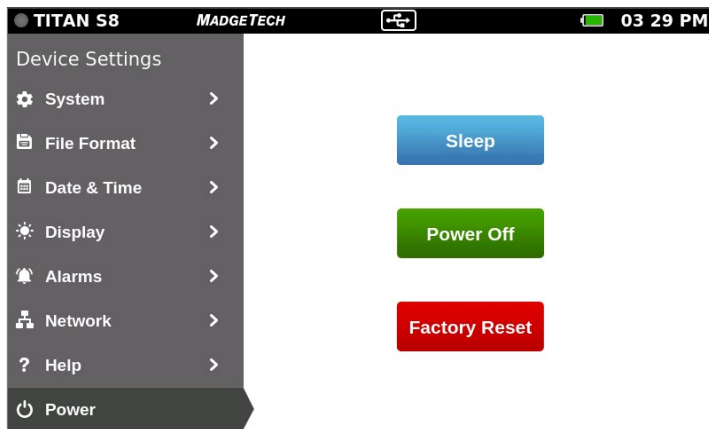 TITAN S8 MADGETECH 03 29 PM
Device Settings
System
File Format
Date & Time
Display
Alarms
Network
? Help
Power
Sleep
Power Off
Factory Reset